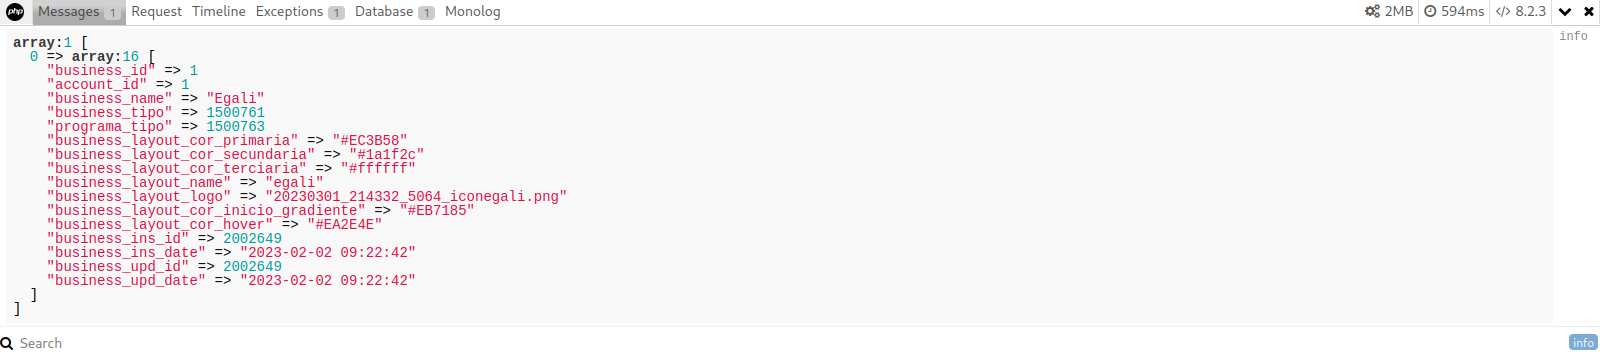 php Messages 1 Request Timeline Exceptions 1 Database 1 Monolog 2MB 594ms </> 8.2.3
array:1 [ info
0 => array:16 [
"business_id" => 1
"account_id" => 1
"business_name" => "Egali"
"business_tipo" => 1500761
"programa_tipo" => 1500763
"business_layout_cor_primaria" => "#EC3B58"
"business_layout_cor_secundaria" => "#1a1f2c"
"business_layout_cor_terciaria" => "#ffffff"
"business_layout_name" => "egali"
"business_layout_logo" => "20230301_214332_5064_iconegali.png"
"business_layout_cor_inicio_gradiente" => "#EB7185"
"business_layout_cor_hover" => "#EA2E4E"
"business_ins_id" => 2002649
"business_ins_date" => "2023-02-02 09:22:42"
"business_upd_id" => 2002649
"business_upd_date" => "2023-02-02 09:22:42"
]
]
Search info